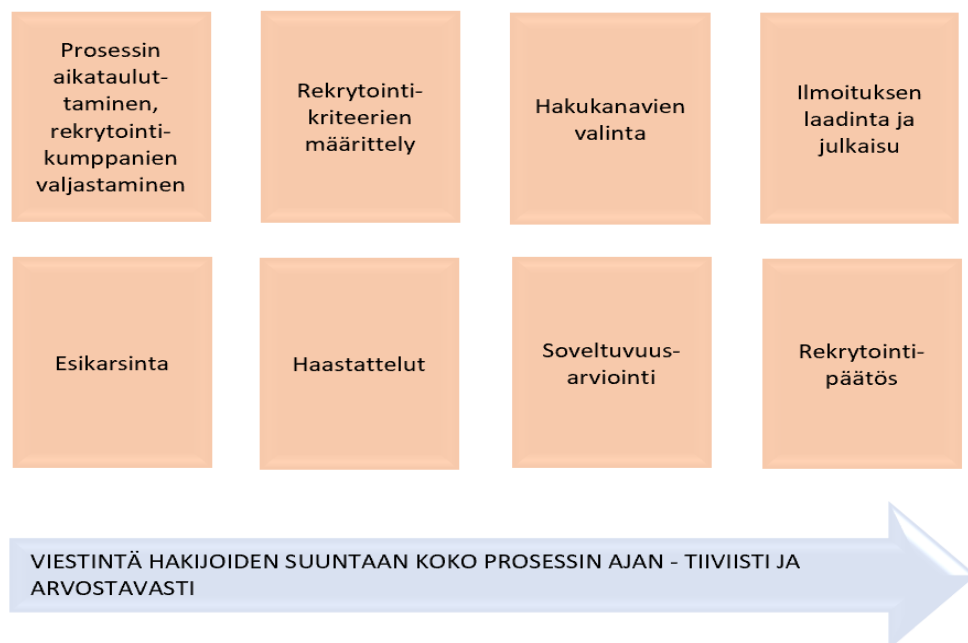 Prosessin
aikataulut-
taminen,
rekrytointi-
kumppanien
valjastaminen
Rekrytointi-
kriteerien
määrittely
Hakukanavien
valinta
Ilmoituksen
laadinta ja
julkaisu
Esikarsinta
Haastattelut
Soveltuvuus-
arviointi
Rekrytointi-
päätös
VIESTINTÄ HAKIJOIDEN SUUNTAAN KOKO PROSESSIN AJAN - TIIVIISTI JA
ARVOSTAVASTI